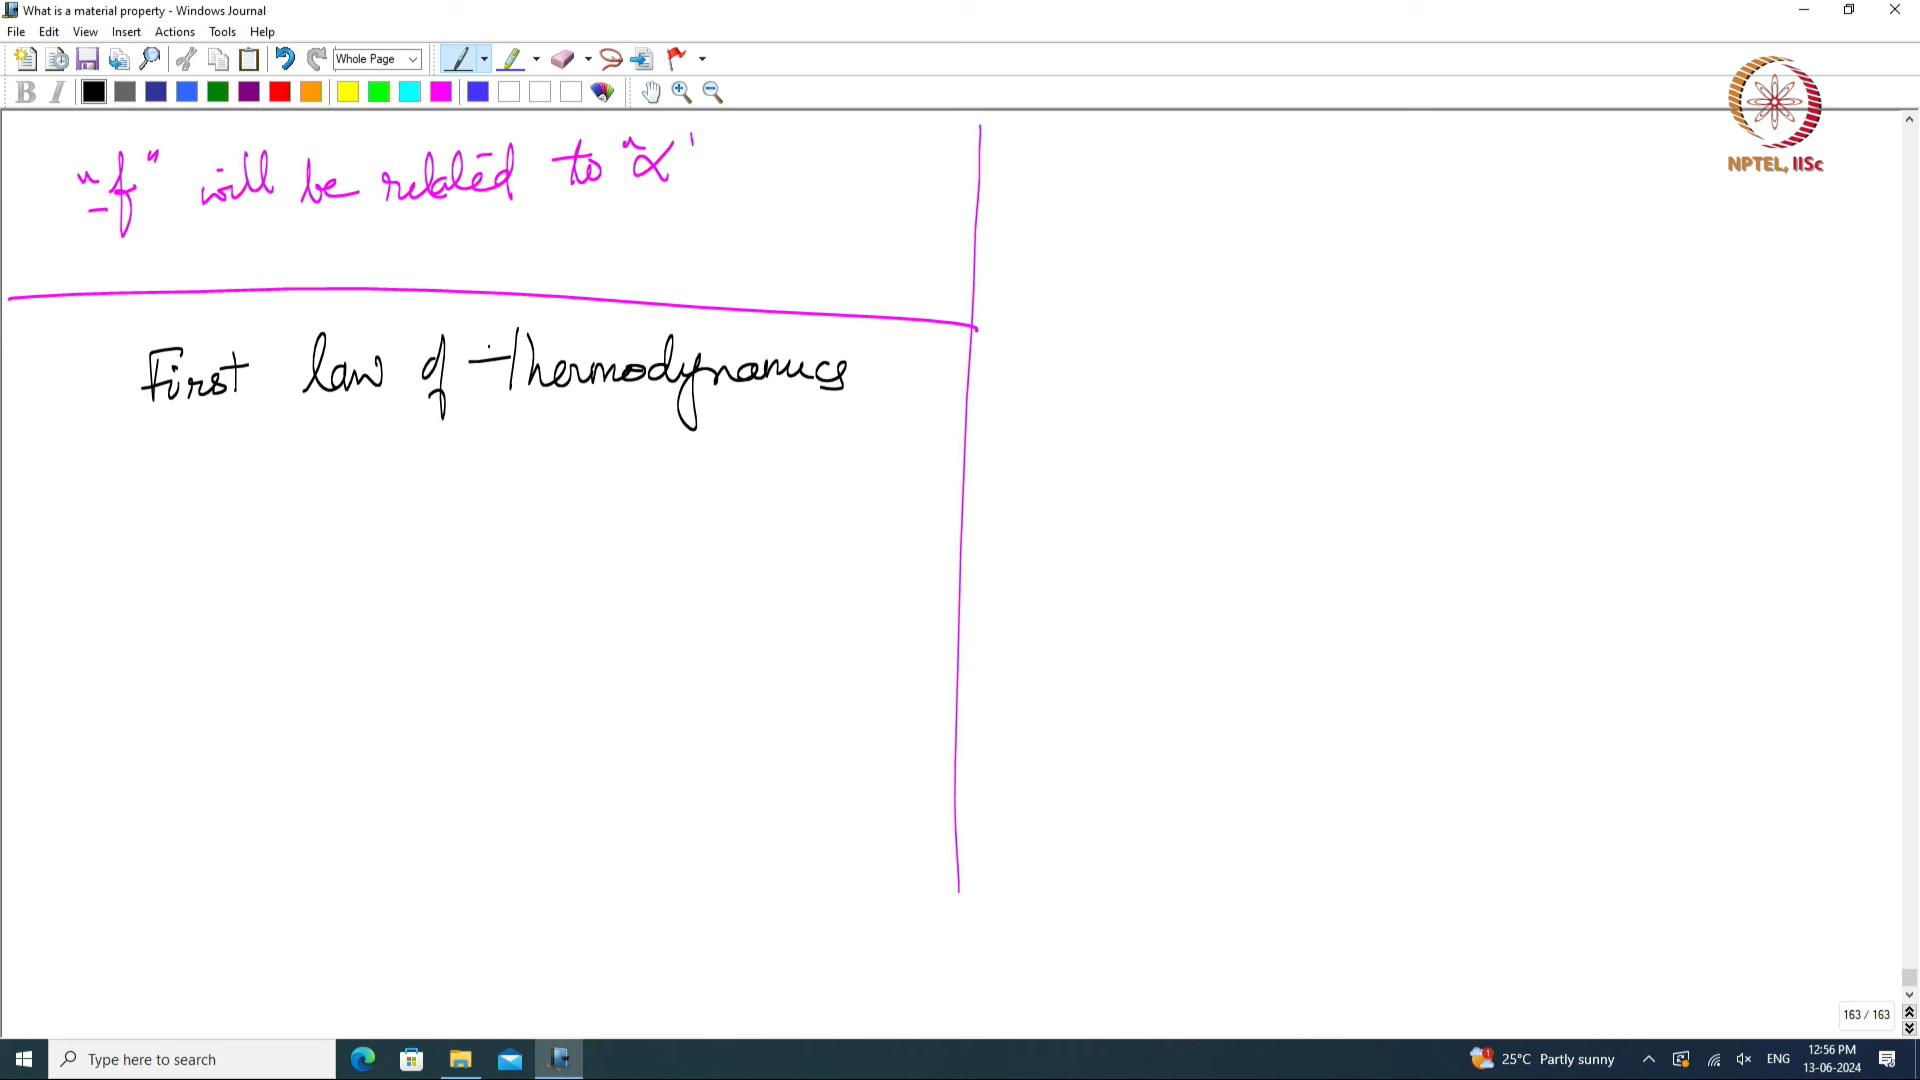 What is a material property - Windows Journal
File Edit View Insert Actions Tools Help
Whole Page
B I
NPTEL, IISc
"f" will be related to "α'
First law of Thermodynamics
163 / 163
Type here to search
1
25°C Partly sunny
ENG
12:56 PM
13-06-2024